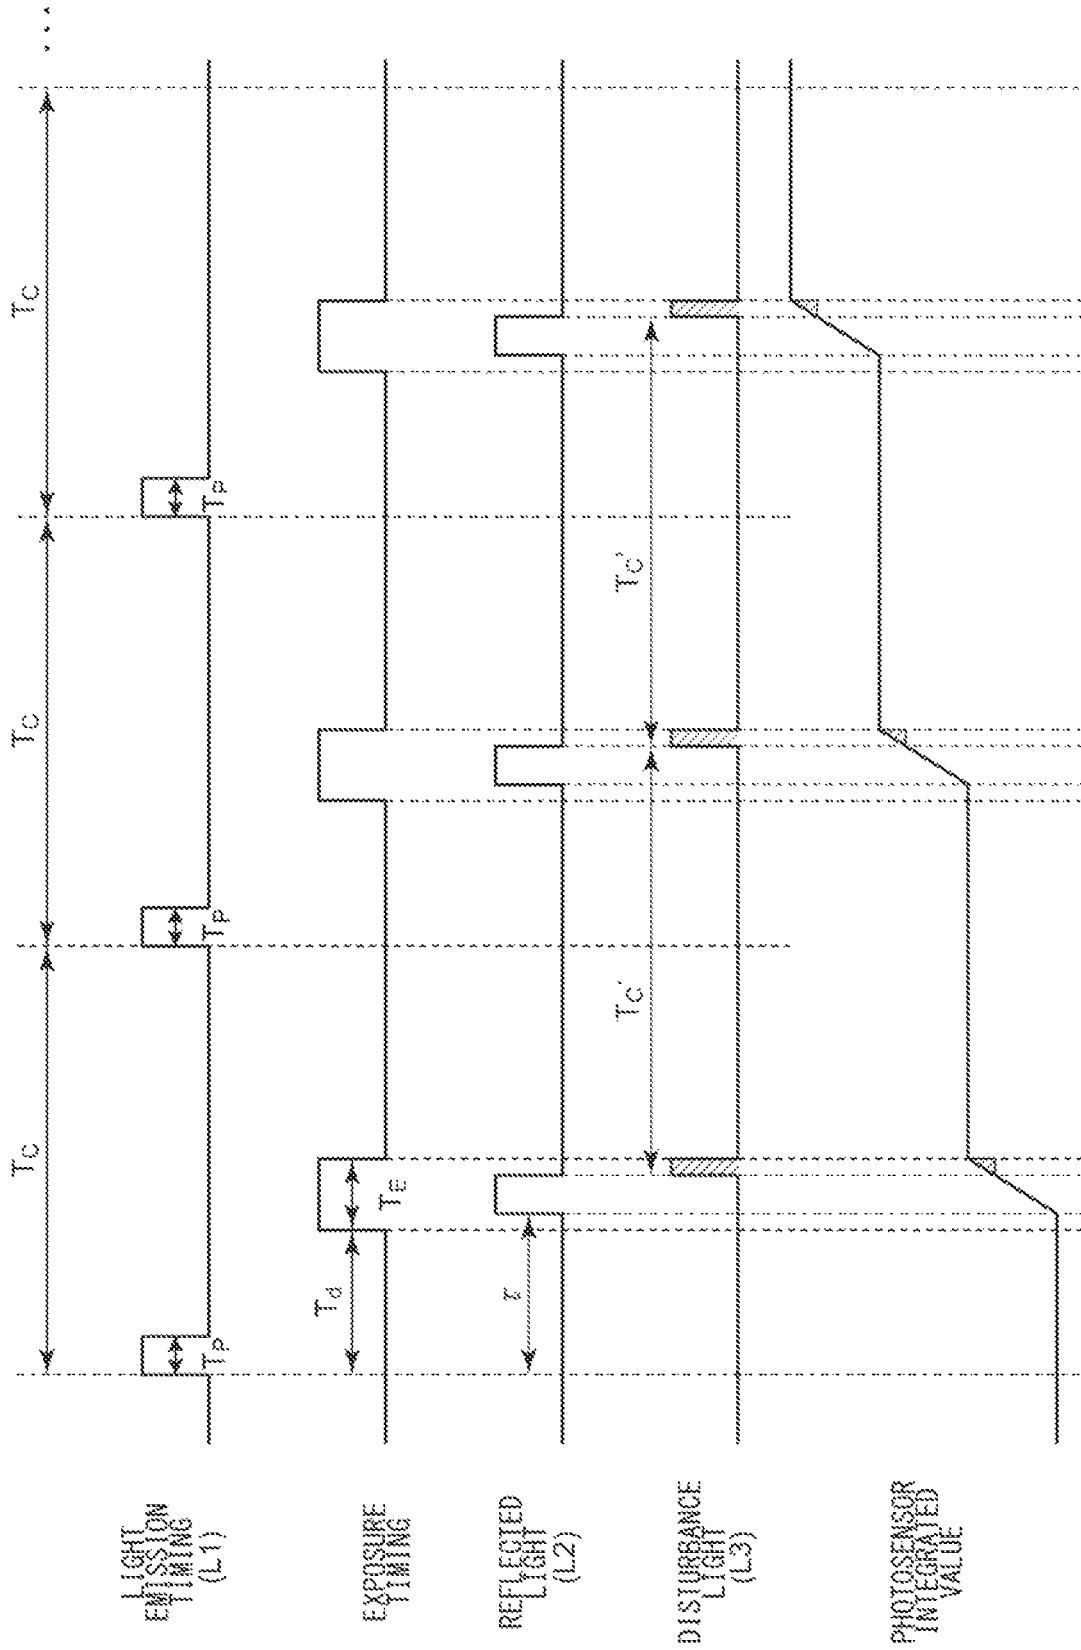 LIGHT
EMISSION
TIMING
(L1)
TP
TC
TP
TC
TP
TC
...
EXPOSURE
TIMING
Td
TE
REFLECTED
LIGHT
(L2)
τ
DISTURBANCE
LIGHT
(L3)
TC'
TC'
PHOTOSENSOR
INTEGRATED
VALUE